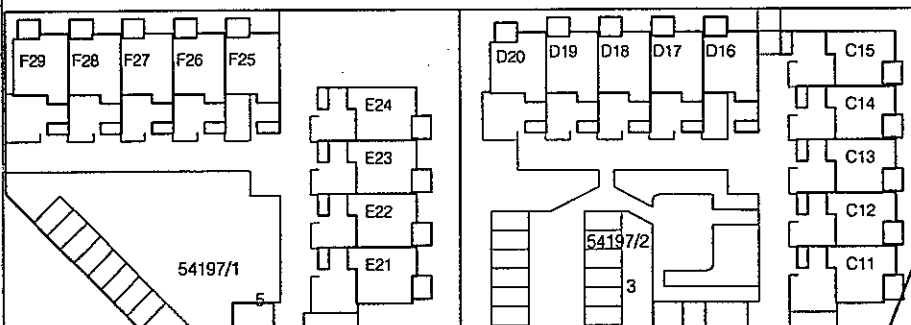 F29 F28 F27 F26 F25
D20 D19 D18 D17 D16
C15
E24
C14
E23
C13
E22
C12
54197/1
E21
54197/2
C11
5
3